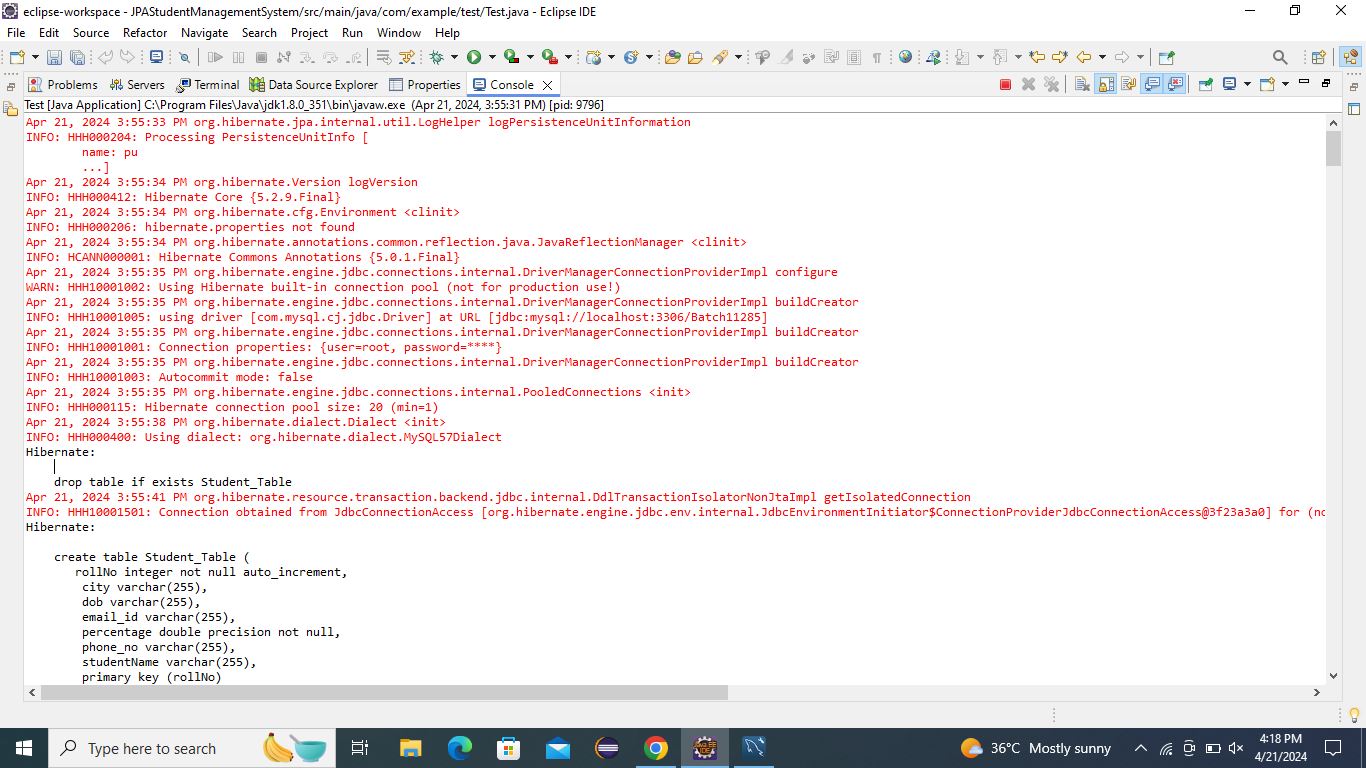 eclipse-workspace - JPAStudentManagementSystem/src/main/java/com/example/test/Test.java - Eclipse IDE
File Edit Source Refactor Navigate Search Project Run Window Help
Problems Servers Terminal Data Source Explorer Properties Console
Test [Java Application] C:\Program Files\Java\jdk1.8.0_351\bin\javaw.exe (Apr 21, 2024, 3:55:31 PM) [pid: 9796]
Apr 21, 2024 3:55:33 PM org.hibernate.jpa.internal.util.LogHelper logPersistenceUnitInformation
INFO: HHH000204: Processing PersistenceUnitInfo [
name: pu
...]
Apr 21, 2024 3:55:34 PM org.hibernate.Version logVersion
INFO: HHH000412: Hibernate Core {5.2.9.Final}
Apr 21, 2024 3:55:34 PM org.hibernate.cfg.Environment <clinit>
INFO: HHH000206: hibernate.properties not found
Apr 21, 2024 3:55:34 PM org.hibernate.annotations.common.reflection.java.JavaReflectionManager <clinit>
INFO: HCANN000001: Hibernate Commons Annotations {5.0.1.Final}
Apr 21, 2024 3:55:35 PM org.hibernate.engine.jdbc.connections.internal.DriverManagerConnectionProviderImpl configure
WARN: HHH10001002: Using Hibernate built-in connection pool (not for production use!)
Apr 21, 2024 3:55:35 PM org.hibernate.engine.jdbc.connections.internal.DriverManagerConnectionProviderImpl buildCreator
INFO: HHH10001005: using driver [com.mysql.cj.jdbc.Driver] at URL [jdbc:mysql://localhost:3306/Batch11285]
Apr 21, 2024 3:55:35 PM org.hibernate.engine.jdbc.connections.internal.DriverManagerConnectionProviderImpl buildCreator
INFO: HHH10001001: Connection properties: {user=root, password=****}
Apr 21, 2024 3:55:35 PM org.hibernate.engine.jdbc.connections.internal.DriverManagerConnectionProviderImpl buildCreator
INFO: HHH10001003: Autocommit mode: false
Apr 21, 2024 3:55:35 PM org.hibernate.engine.jdbc.connections.internal.PooledConnections <init>
INFO: HHH000115: Hibernate connection pool size: 20 (min=1)
Apr 21, 2024 3:55:38 PM org.hibernate.dialect.Dialect <init>
INFO: HHH000400: Using dialect: org.hibernate.dialect.MySQL57Dialect
Hibernate:
drop table if exists Student_Table
Apr 21, 2024 3:55:41 PM org.hibernate.resource.transaction.backend.jdbc.internal.DdlTransactionIsolatorNonJtaImpl getIsolatedConnection
INFO: HHH10001501: Connection obtained from JdbcConnectionAccess [org.hibernate.engine.jdbc.env.internal.JdbcEnvironmentInitiator$ConnectionProviderJdbcConnectionAccess@3f23a3a0] for (no
Hibernate:
create table Student_Table (
rollNo integer not null auto_increment,
city varchar(255),
dob varchar(255),
email_id varchar(255),
percentage double precision not null,
phone_no varchar(255),
studentName varchar(255),
primary key (rollNo)
Type here to search
36°C Mostly sunny
4:18 PM
4/21/2024